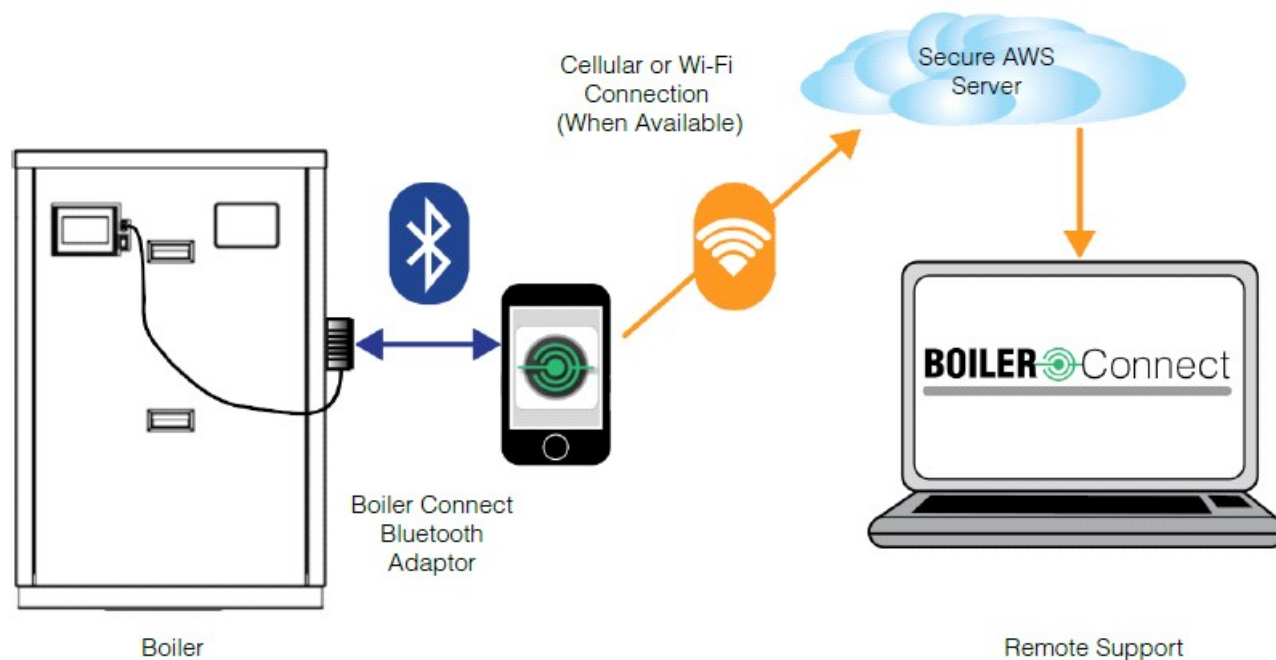 Cellular or Wi-Fi
Connection
(When Available)
Secure AWS
Server
BOILER Connect
Boiler Connect
Bluetooth
Adaptor
Boiler
Remote Support